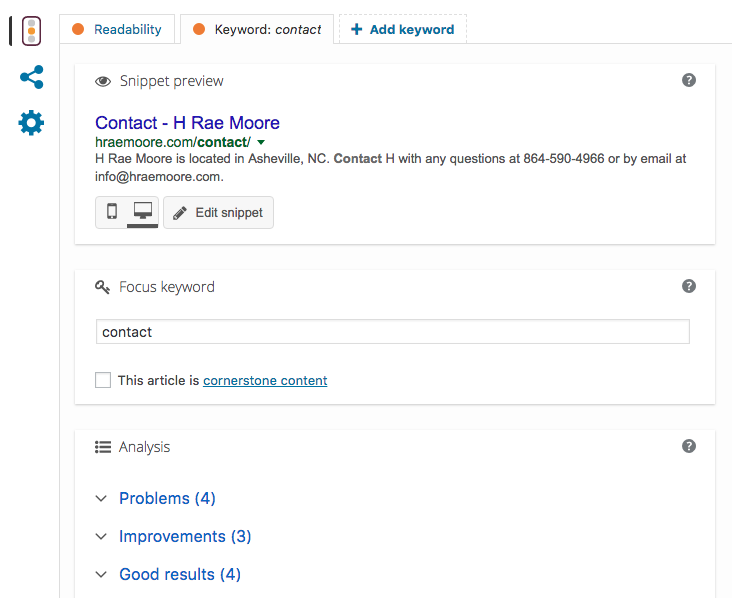 Readability
Keyword: contact
Add keyword
Snippet preview
Contact - H Rae Moore
hraemoore.com/contact/
H Rae Moore is located in Asheville, NC. Contact H with any questions at 864-590-4966 or by email at
info@hraemoore.com.
Edit snippet
Focus keyword
contact
This article is cornerstone content
Analysis
Problems (4)
Improvements (3)
Good results (4)